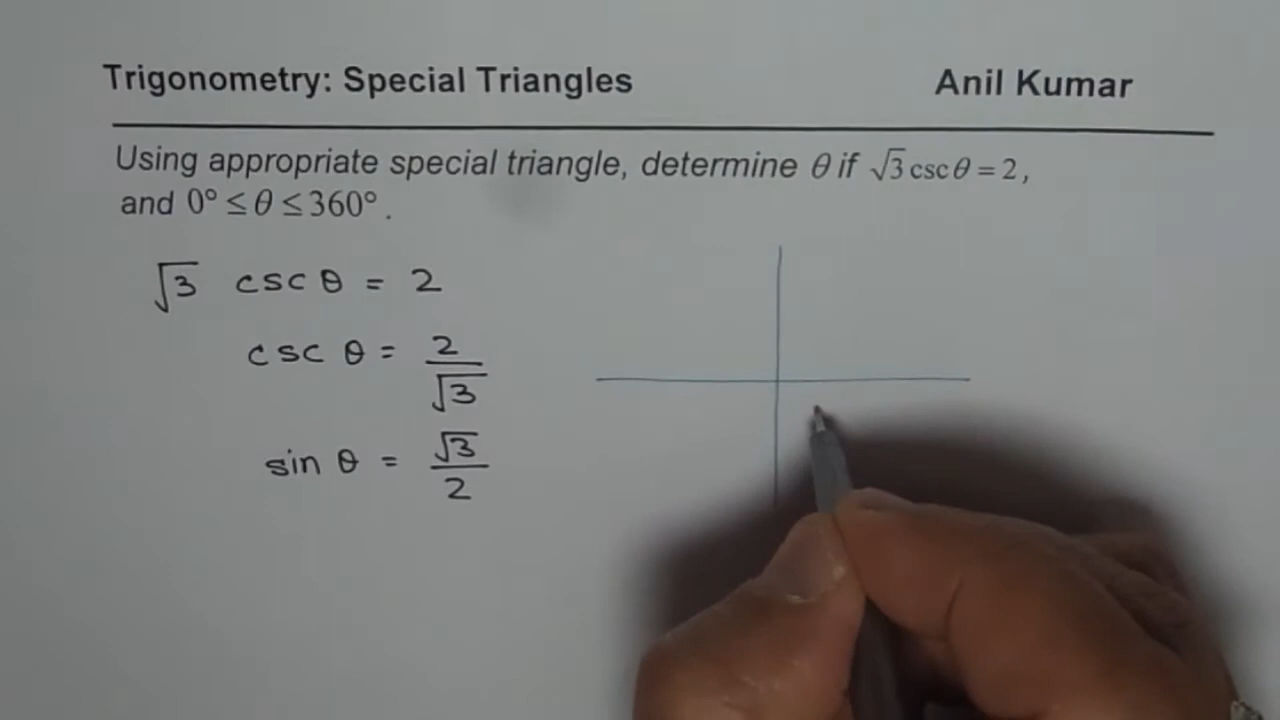 Trigonometry: Special Triangles Anil Kumar
Using appropriate special triangle, determine θ if √3 cscθ = 2,
and 0° ≤ θ ≤ 360°.
√3 csc θ = 2
csc θ = 2/√3
sin θ = √3/2